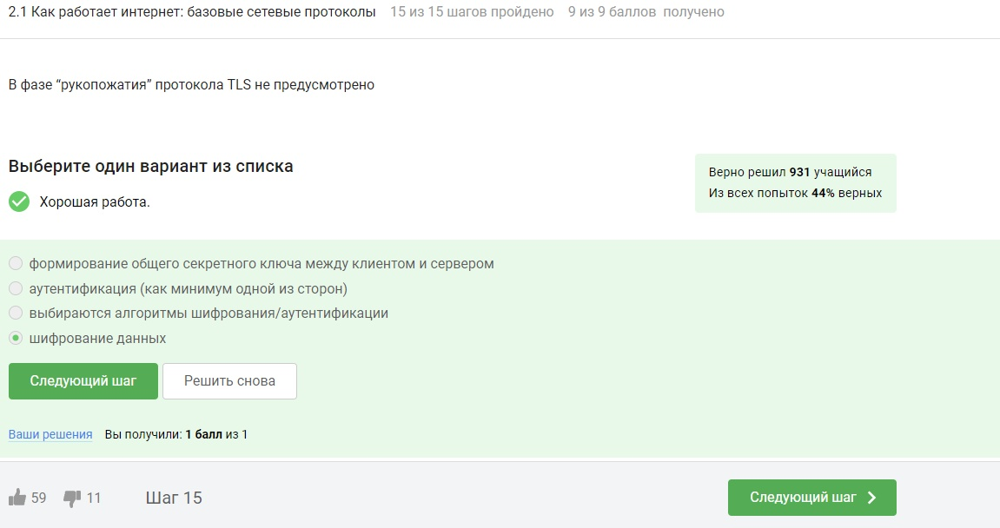 2.1 Как работает интернет: базовые сетевые протоколы 15 из 15 шагов пройдено 9 из 9 баллов получено
В фазе “рукопожатия” протокола TLS не предусмотрено
Выберите один вариант из списка
Верно решил 931 учащийся
Из всех попыток 44% верных
Хорошая работа.
формирование общего секретного ключа между клиентом и сервером
аутентификация (как минимум одной из сторон)
выбираются алгоритмы шифрования/аутентификации
шифрование данных
Следующий шаг Решить снова
Ваши решения Вы получили: 1 балл из 1
59 11 Шаг 15 Следующий шаг